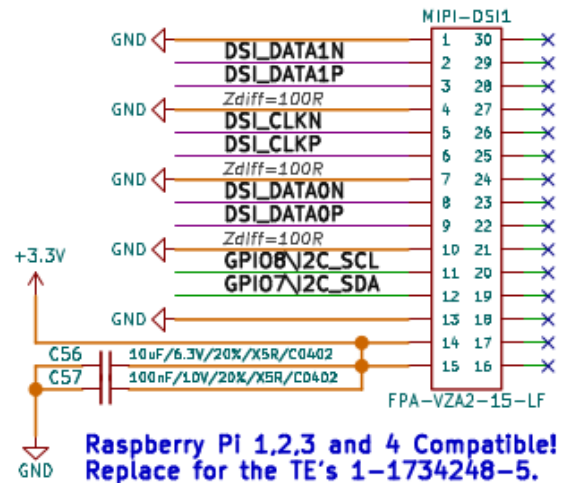 MIPI-DSI1
GND 1 30
DSI_DATA1N 2 29
DSI_DATA1P 3 28
GND Zdiff=100R 4 27
DSI_CLKN 5 26
DSI_CLKP 6 25
GND Zdiff=100R 7 24
DSI_DATA0N 8 23
DSI_DATA0P 9 22
GND Zdiff=100R 10 21
GPIO8\I2C_SCL 11 20
GPIO7\I2C_SDA 12 19
GND 13 18
+3.3V
14 17
C56 10uF/6.3V/20%/X5R/C0402 15 16
C57 100nF/10V/20%/X5R/C0402
FPA-VZA2-15-LF
GND
Raspberry Pi 1,2,3 and 4 Compatible!
Replace for the TE's 1-1734248-5.